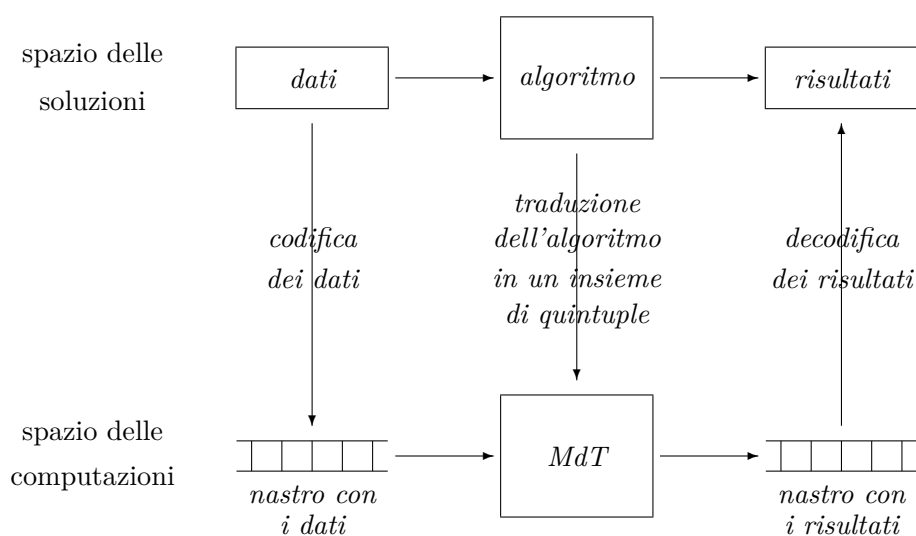 spazio delle
soluzioni
dati
algoritmo
risultati
codifica
dei dati
traduzione
dell'algoritmo
in un insieme
di quintuple
decodifica
dei risultati
spazio delle
computazioni
nastro con
i dati
MdT
nastro con
i risultati